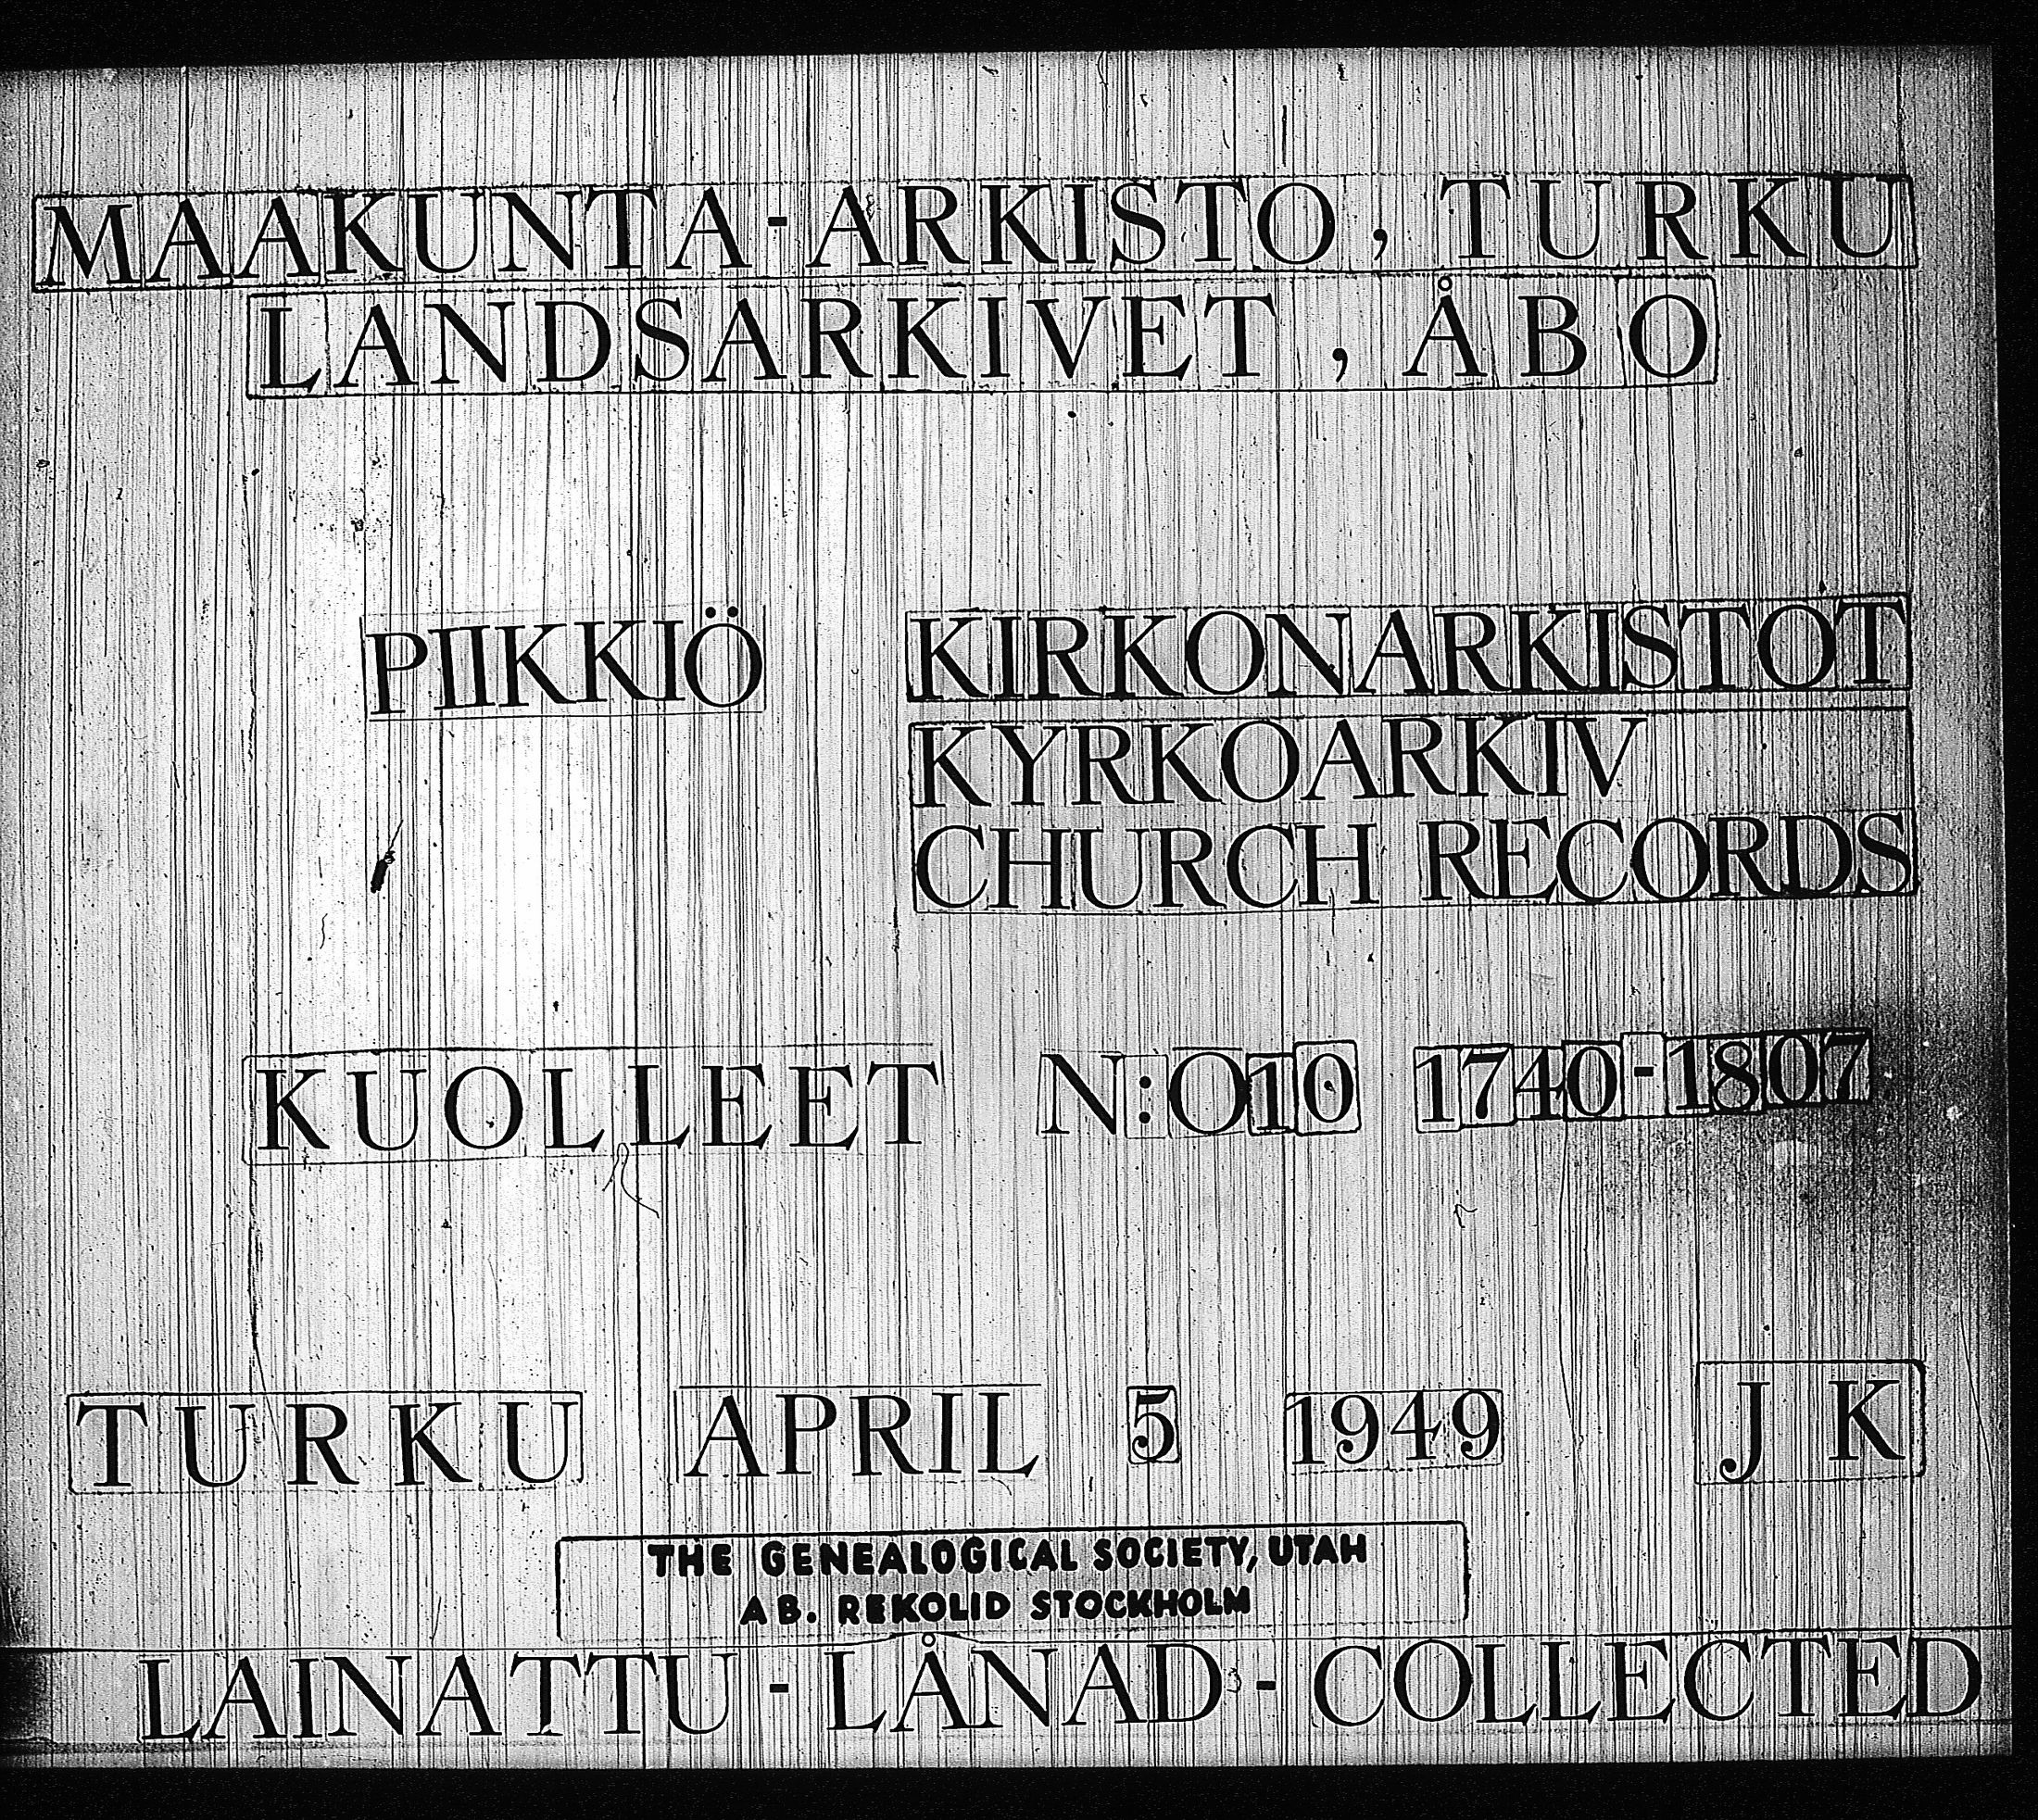 MAAKUNTA-ARKISTO, TURKU
LANDSARKIVET, ÅBO
PIIKKIÖ KIRKONARKISTOT
KYRKOARKIV
CHURCH RECORDS
KUOLLEET N:O 10 1740-1807
TURKU APRIL 5 1949 J K
THE GENEALOGICAL SOCIETY, UTAH
AB. REKOLID STOCKHOLM
LAINATTU - LÅNAD - COLLECTED